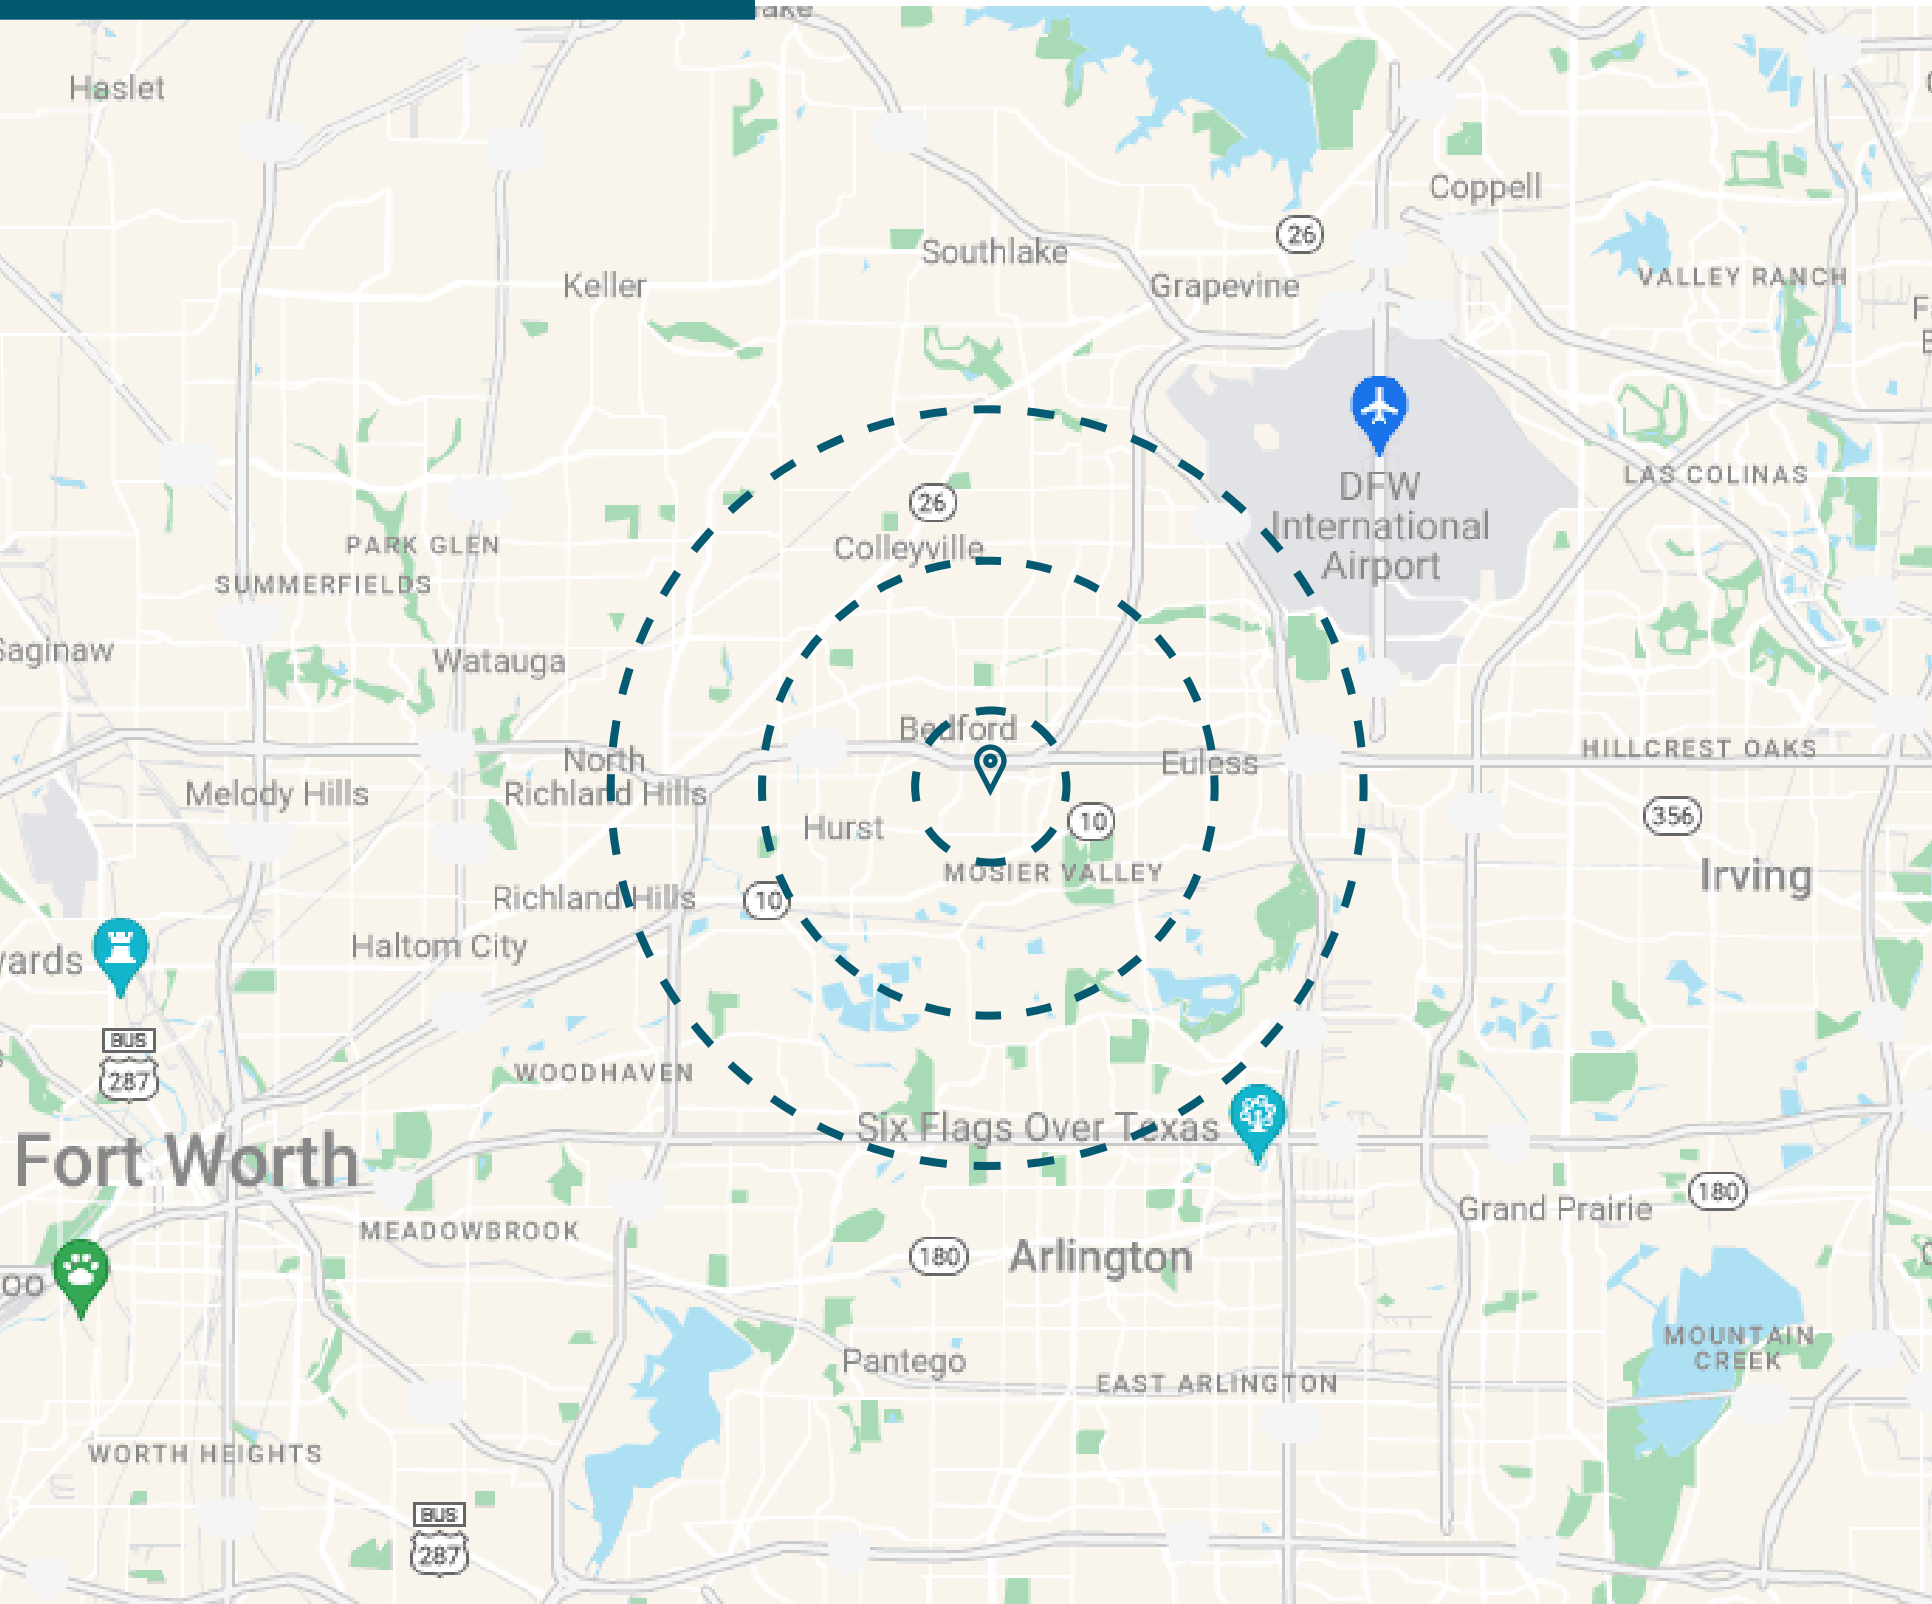 Haslet
Coppell
26
Southlake
VALLEY RANCH
Keller
Grapevine
LAS COLINAS
DFW
International
Airport
26
PARK GLEN
Colleyville
SUMMERFIELDS
Saginaw
Watauga
Bedford
North
Richland Hills
Euless
HILLCREST OAKS
Melody Hills
Hurst
10
356
MOSIER VALLEY
Irving
Richland Hills
10
Haltom City
BUS
287
WOODHAVEN
Six Flags Over Texas
Fort Worth
180
Grand Prairie
MEADOWBROOK
180
Arlington
MOUNTAIN
CREEK
Pantego
EAST ARLINGTON
WORTH HEIGHTS
BUS
287